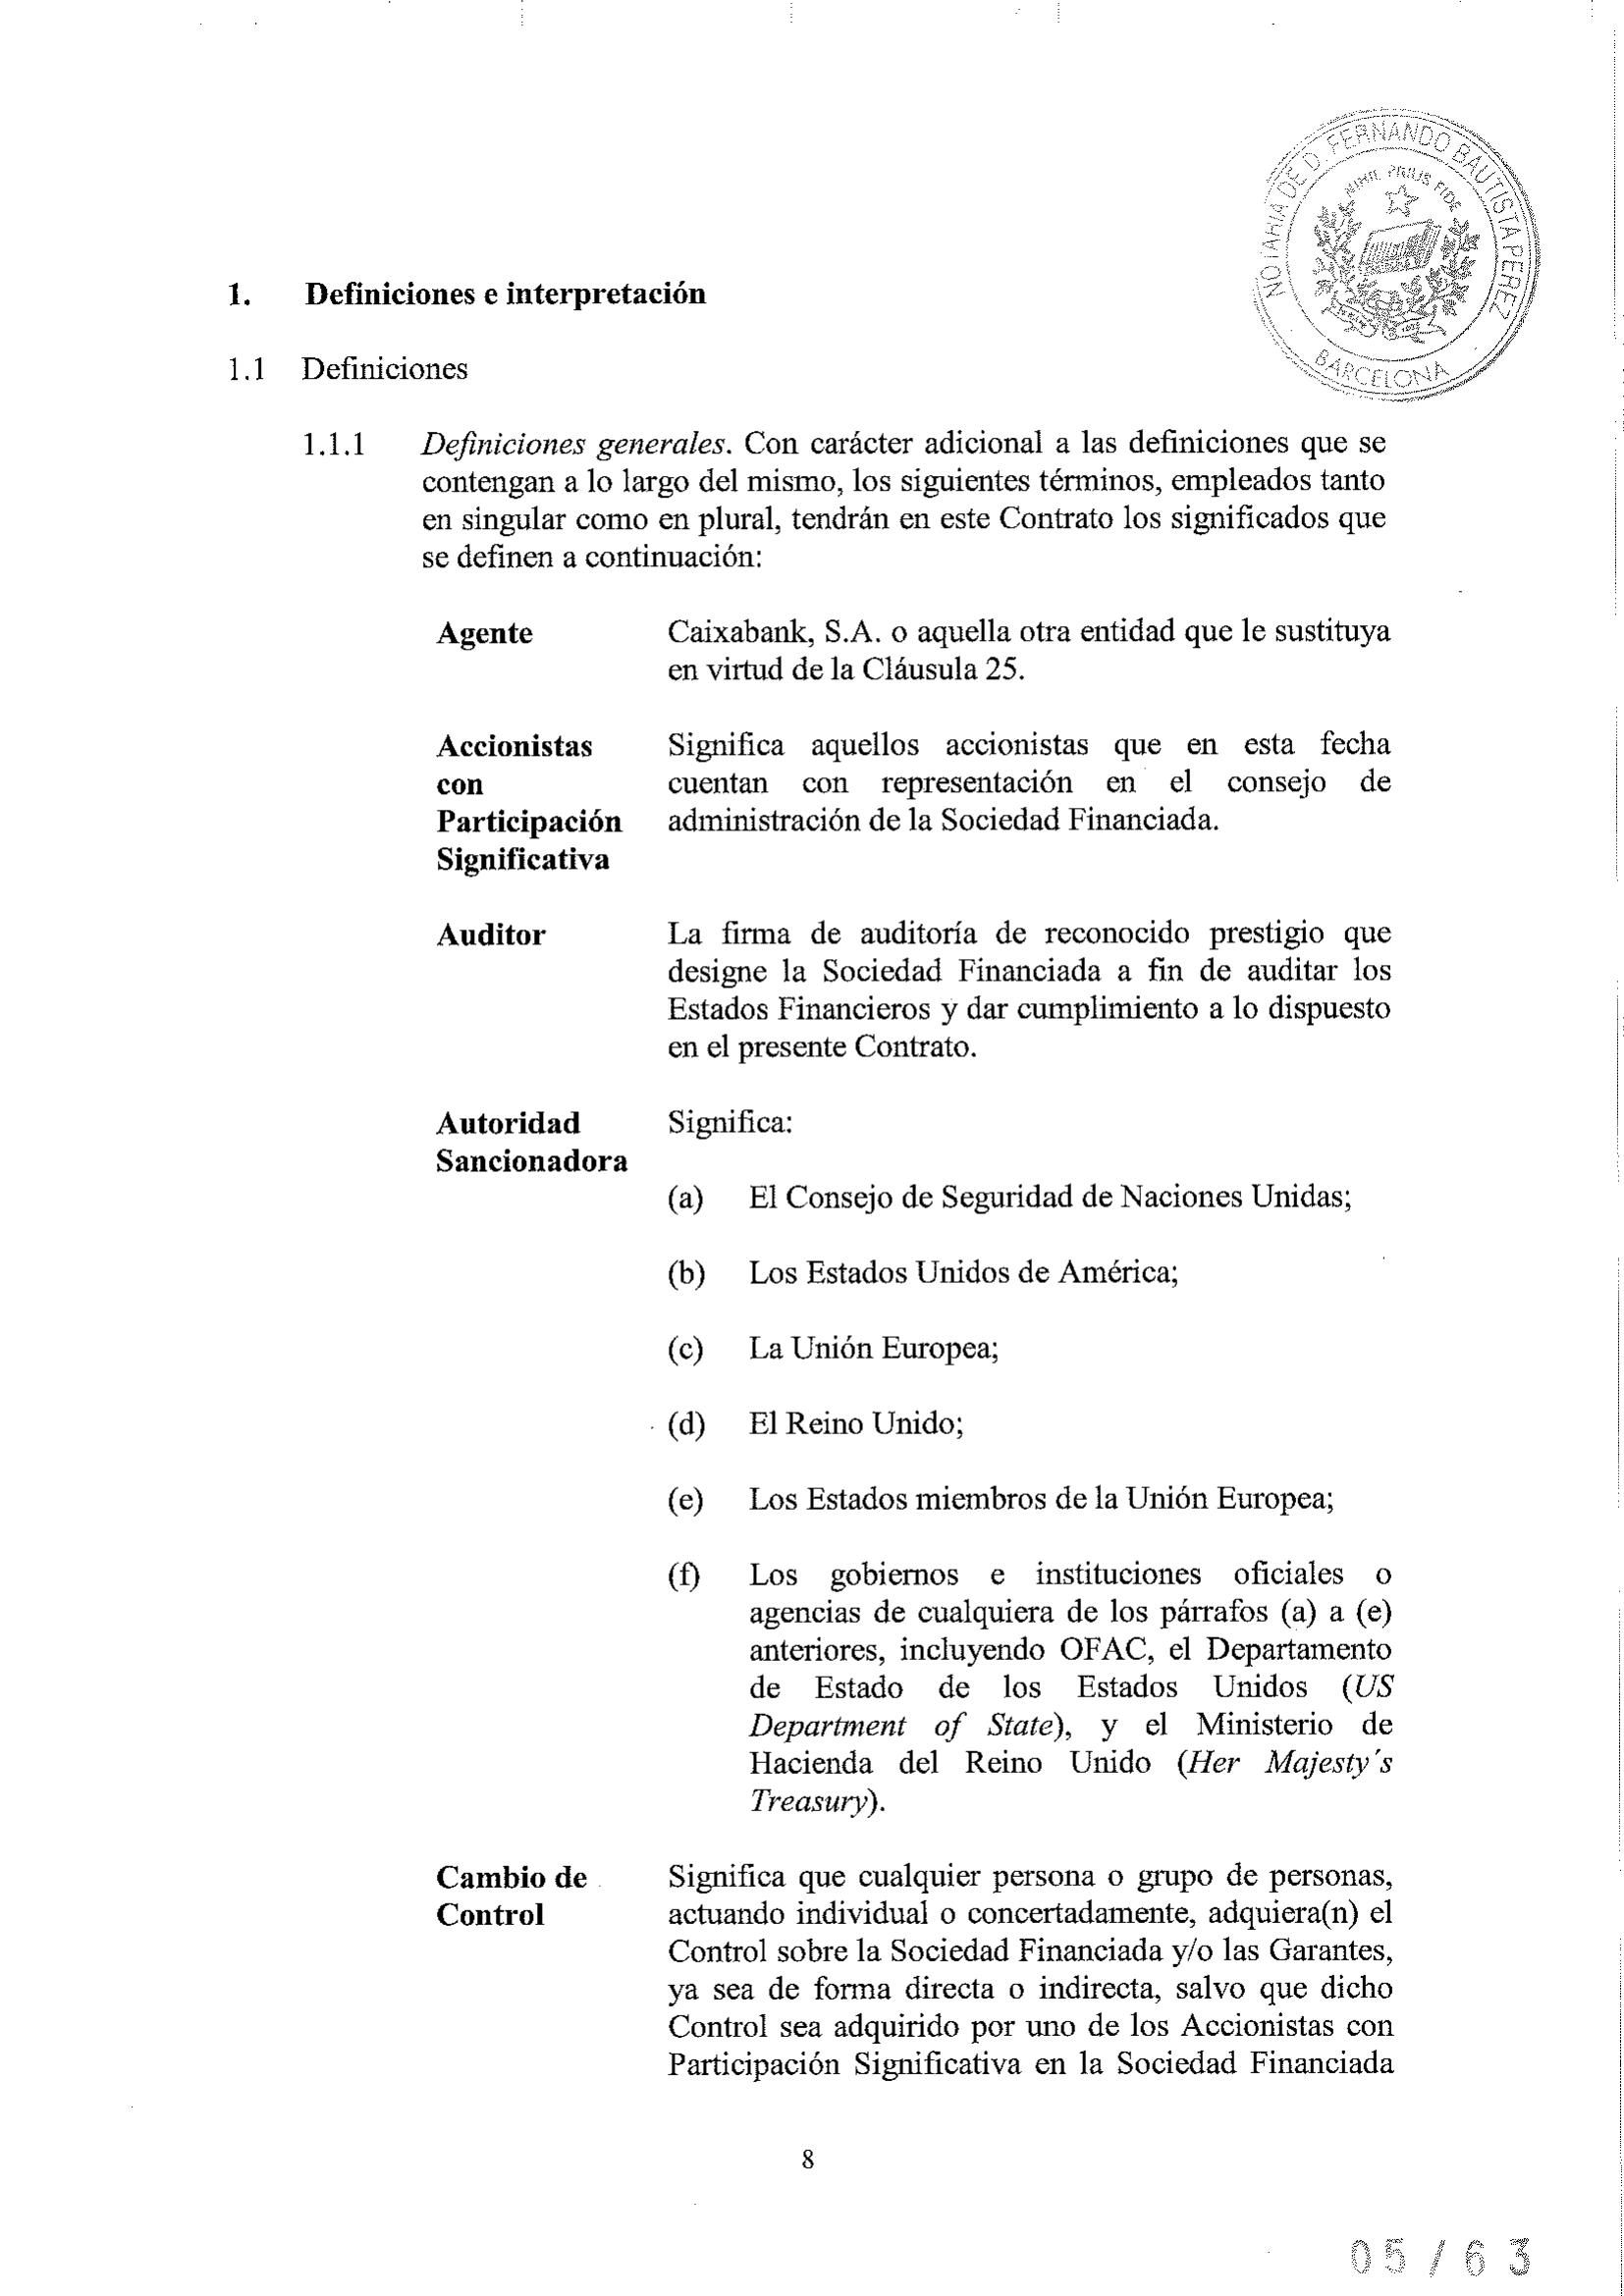 NOTARIA DE D. FERNANDO BAUTISTA PEREZ
NIHIL PRIUS FIDE
BARCELONA
1. Definiciones e interpretación
1.1 Definiciones
1.1.1 Definiciones generales. Con carácter adicional a las definiciones que se
contengan a lo largo del mismo, los siguientes términos, empleados tanto
en singular como en plural, tendrán en este Contrato los significados que
se definen a continuación:
Agente Caixabank, S.A. o aquella otra entidad que le sustituya
en virtud de la Cláusula 25.
Accionistas Significa aquellos accionistas que en esta fecha
con cuentan con representación en el consejo de
Participación administración de la Sociedad Financiada.
Significativa
Auditor La firma de auditoría de reconocido prestigio que
designe la Sociedad Financiada a fin de auditar los
Estados Financieros y dar cumplimiento a lo dispuesto
en el presente Contrato.
Autoridad Significa:
Sancionadora
(a) El Consejo de Seguridad de Naciones Unidas;
(b) Los Estados Unidos de América;
(c) La Unión Europea;
(d) El Reino Unido;
(e) Los Estados miembros de la Unión Europea;
(f) Los gobiernos e instituciones oficiales o
agencias de cualquiera de los párrafos (a) a (e)
anteriores, incluyendo OFAC, el Departamento
de Estado de los Estados Unidos (US
Department of State), y el Ministerio de
Hacienda del Reino Unido (Her Majesty´s
Treasury).
Cambio de Significa que cualquier persona o grupo de personas,
Control actuando individual o concertadamente, adquiera(n) el
Control sobre la Sociedad Financiada y/o las Garantes,
ya sea de forma directa o indirecta, salvo que dicho
Control sea adquirido por uno de los Accionistas con
Participación Significativa en la Sociedad Financiada
8
05/63